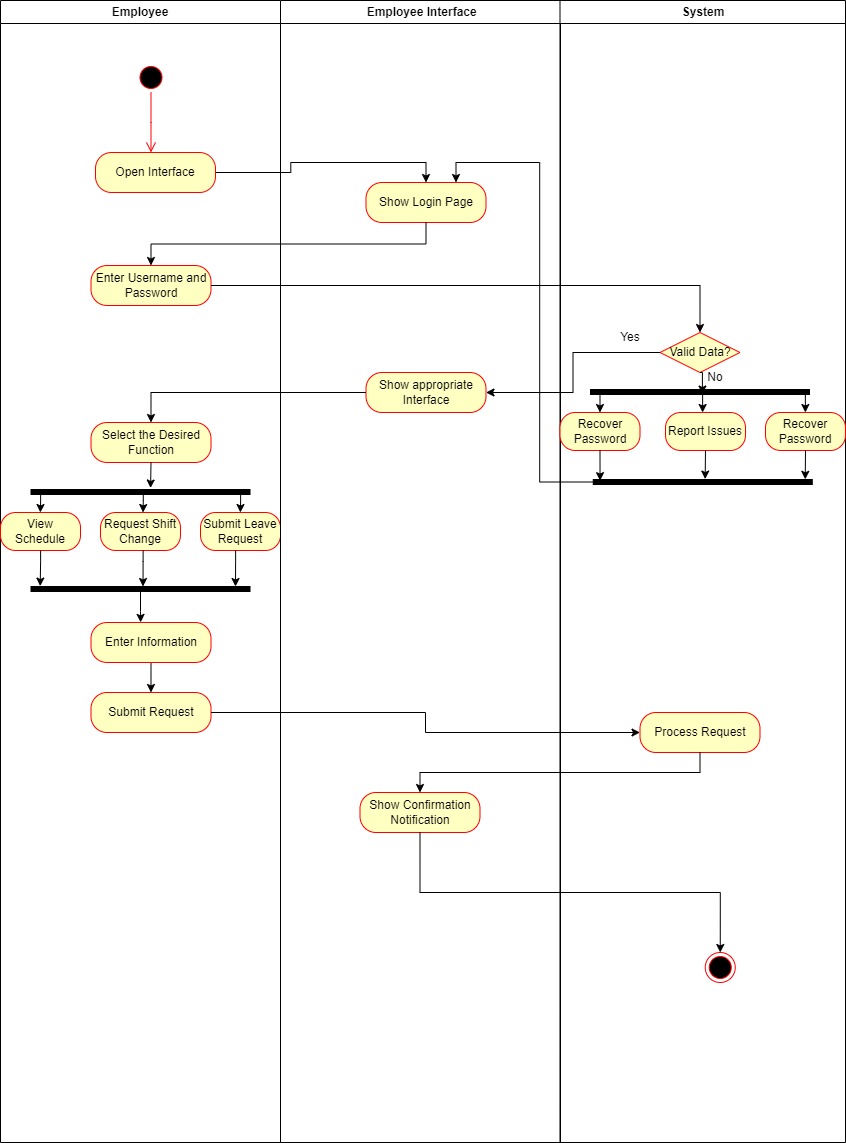 Employee
Employee Interface
System
Open Interface
Show Login Page
Enter Username and
Password
Yes
Valid Data?
No
Show appropriate
Interface
Select the Desired
Function
Recover
Password
Report Issues
Recover
Password
View
Schedule
Request Shift
Change
Submit Leave
Request
Enter Information
Submit Request
Process Request
Show Confirmation
Notification